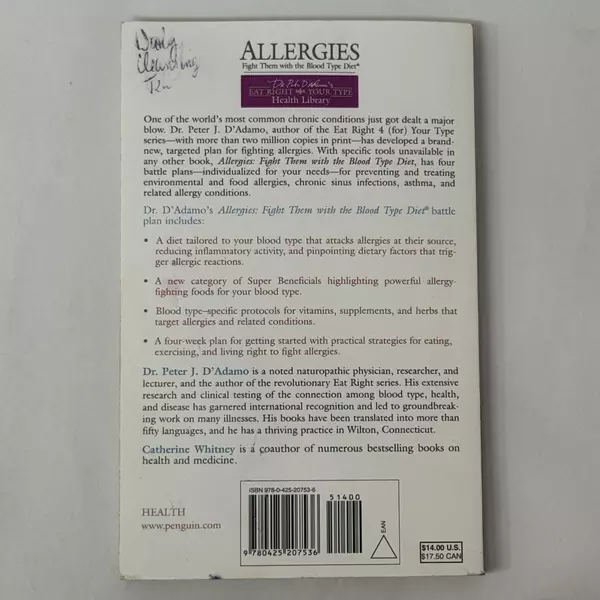 Body
Cleansing
ALLERGIES
Fight Them with the Blood Type Diet®
Dr. Peter D'Adamo's
EAT RIGHT FOR YOUR TYPE
Health Library
One of the world's most common chronic conditions just got dealt a major
blow. Dr. Peter J. D'Adamo, author of the Eat Right 4 (for) Your Type
series—with more than two million copies in print—has developed a brand-
new, targeted plan for fighting allergies. With specific tools unavailable in
any other book, Allergies: Fight Them with the Blood Type Diet, has four
battle plans—individualized for your needs—for preventing and treating
environmental and food allergies, chronic sinus infections, asthma, and
related allergy conditions.
Dr. D'Adamo's Allergies: Fight Them with the Blood Type Diet® battle
plan includes:
• A diet tailored to your blood type that attacks allergies at their source,
reducing inflammatory activity, and pinpointing dietary factors that trig-
ger allergic reactions.
• A new category of Super Beneficials highlighting powerful allergy-
fighting foods for your blood type.
• Blood type–specific protocols for vitamins, supplements, and herbs that
target allergies and related conditions.
• A four-week plan for getting started with practical strategies for eating,
exercising, and living right to fight allergies.
Dr. Peter J. D'Adamo is a noted naturopathic physician, researcher, and
lecturer, and the author of the revolutionary Eat Right series. His extensive
research and clinical testing of the connection among blood type, health,
and disease has garnered international recognition and led to groundbreak-
ing work on many illnesses. His books have been translated into more than
fifty languages, and he has a thriving practice in Wilton, Connecticut.
Catherine Whitney is a coauthor of numerous bestselling books on
health and medicine.
ISBN 978-0-425-20753-6
51400
EAN
9 780425 207536
HEALTH
www.penguin.com
$14.00 U.S.
$17.50 CAN